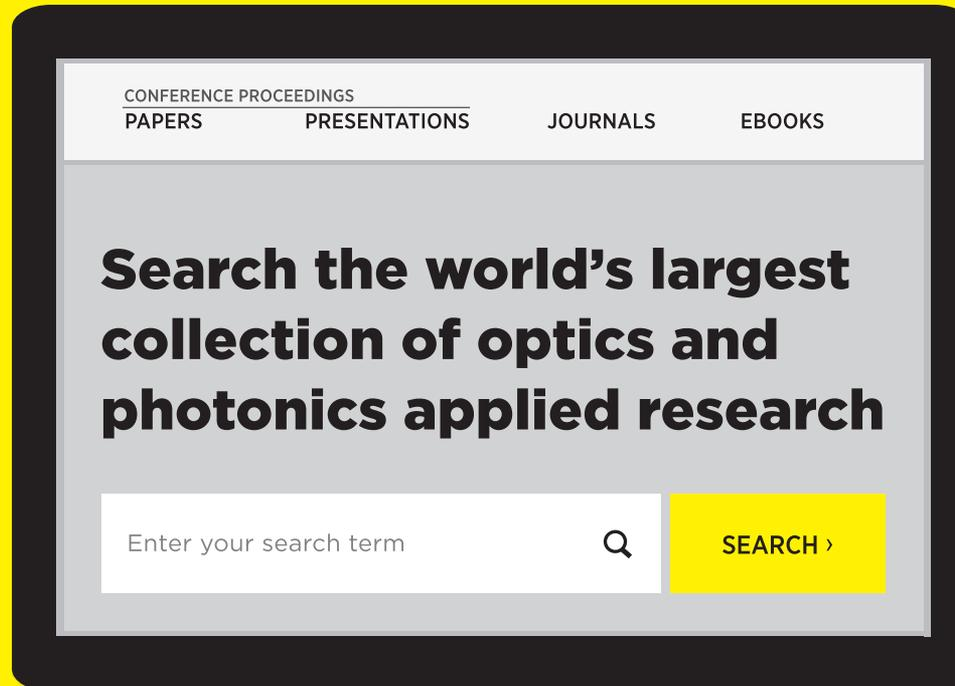 CONFERENCE PROCEEDINGS
PAPERS PRESENTATIONS JOURNALS EBOOKS
Search the world’s largest
collection of optics and
photonics applied research
Enter your search term
SEARCH ›